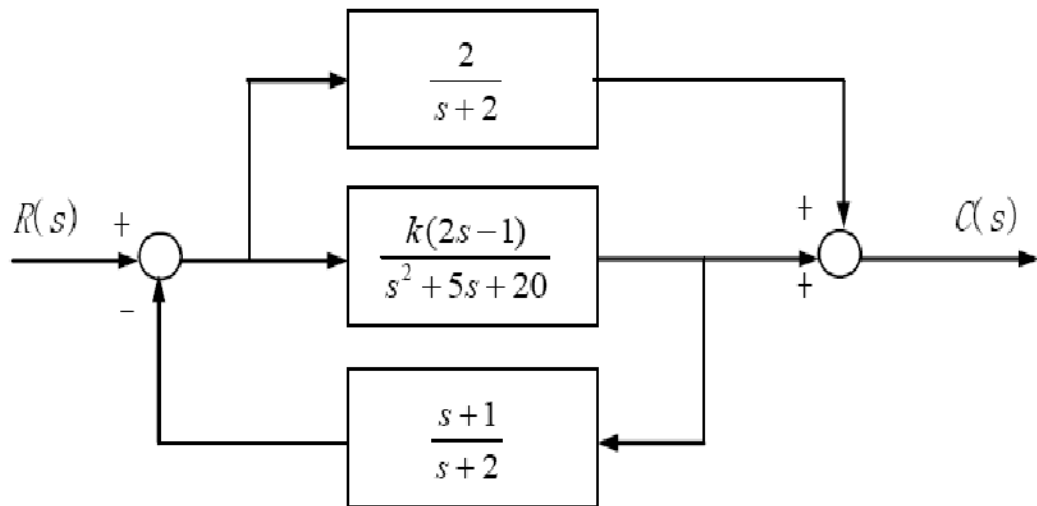 2
s + 2
R(s)
+
k(2s − 1)
s² + 5s + 20
+
+
C(s)
−
s + 1
s + 2